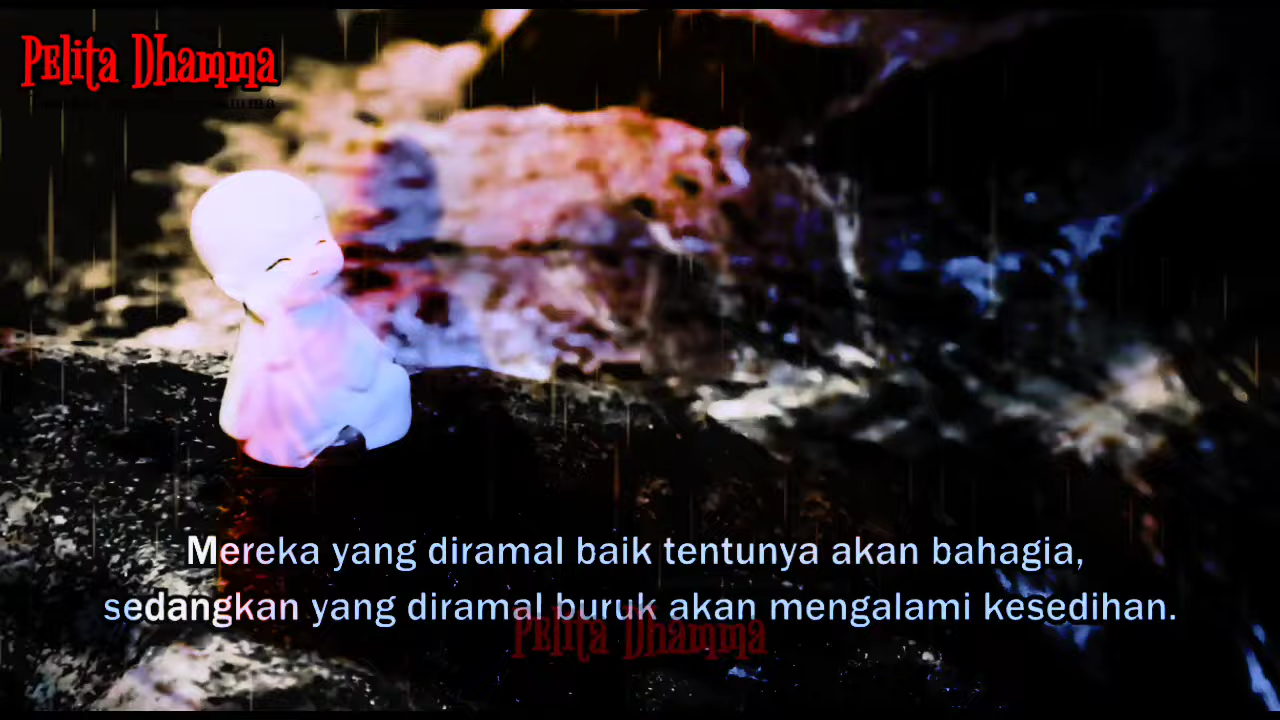 Pelita Dhamma
Mereka yang diramal baik tentunya akan bahagia,
sedangkan yang diramal buruk akan mengalami kesedihan.
Pelita Dhamma